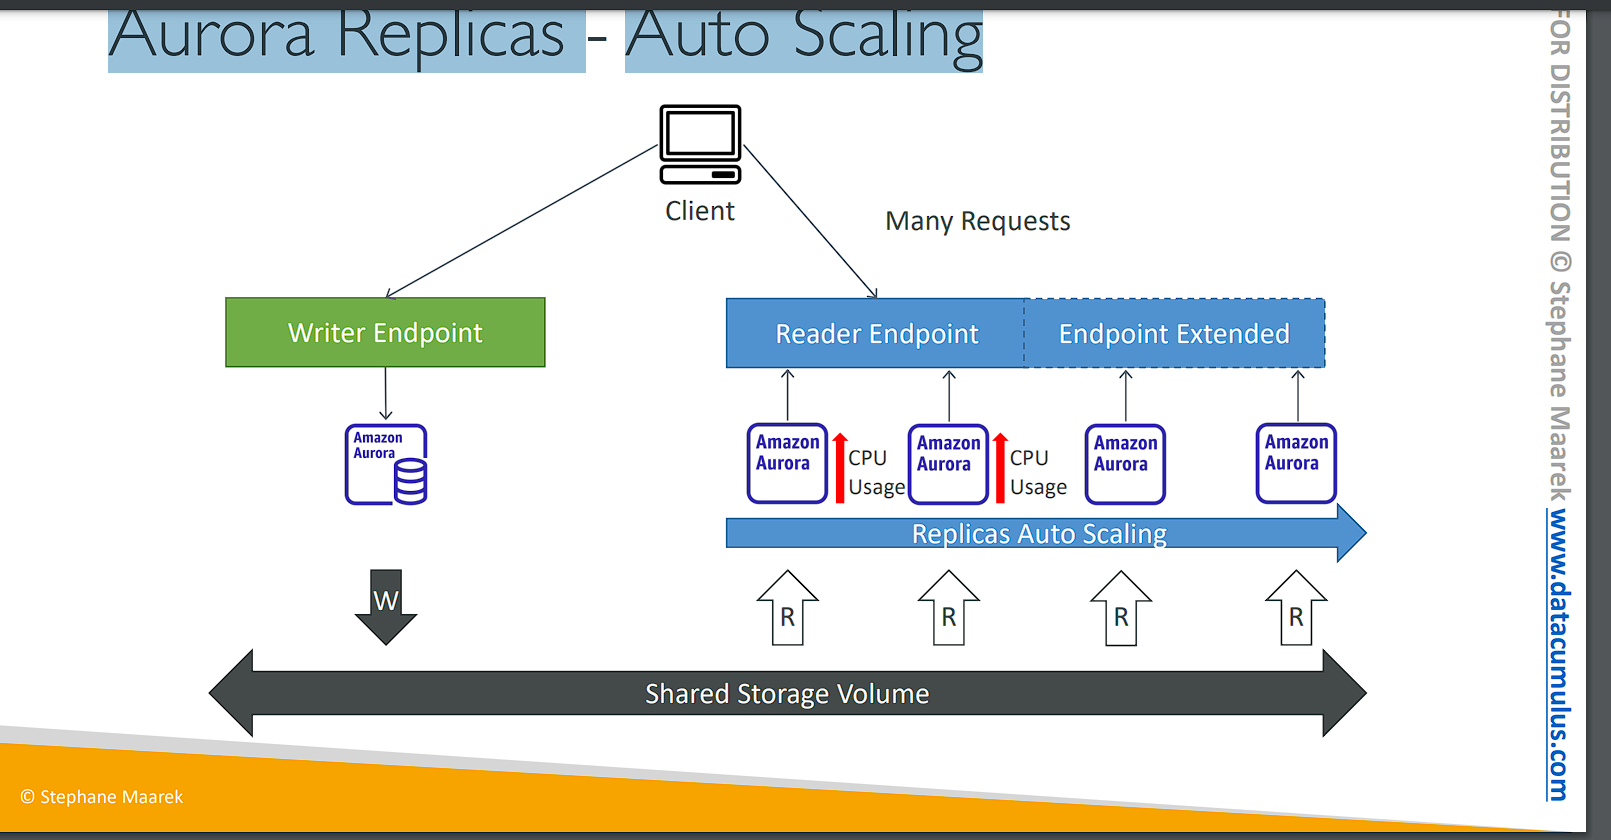 Aurora Replicas - Auto Scaling
Client
Many Requests
Writer Endpoint
Reader Endpoint
Endpoint Extended
Amazon
Aurora
Amazon
Aurora
CPU
Usage
Amazon
Aurora
CPU
Usage
Amazon
Aurora
Amazon
Aurora
Replicas Auto Scaling
W
R
R
R
R
Shared Storage Volume
© Stephane Maarek
FOR DISTRIBUTION © Stephane Maarek www.datacumulus.com